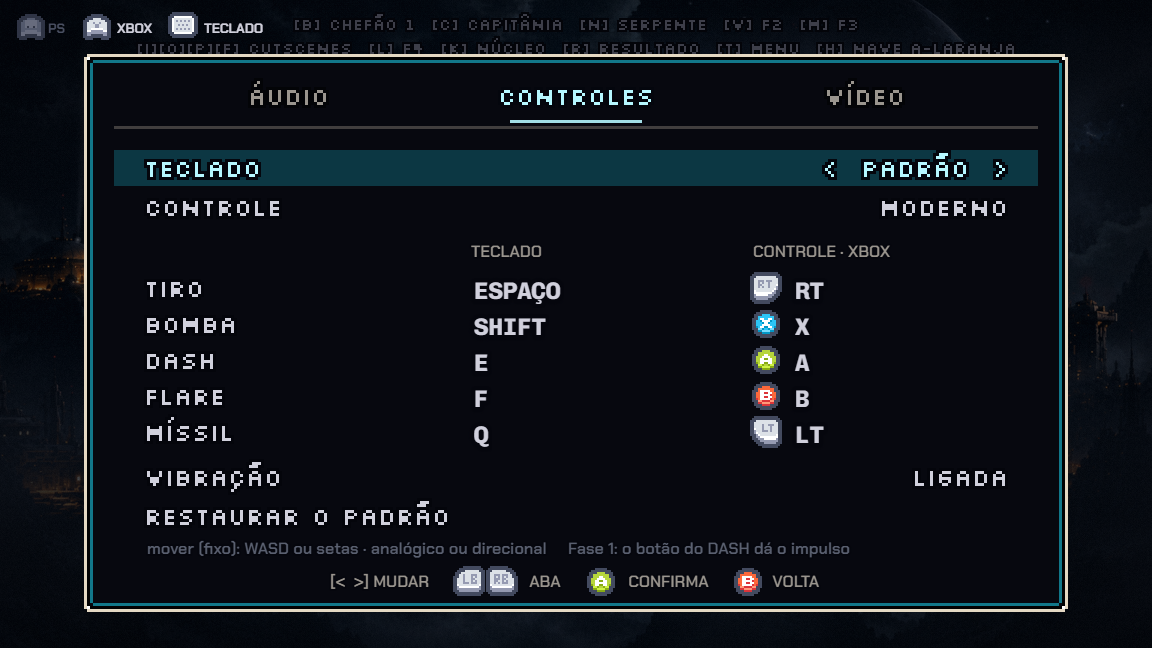 PS XBOX TECLADO [B] CHEFÃO 1 [C] CAPITÂNIA [N] SERPENTE [V] F2 [M] F3
[I][O][P][F] CUTSCENES [L] F4 [K] NÚCLEO [R] RESULTADO [T] MENU [H] NAVE A-LARANJA
ÁUDIO CONTROLES VÍDEO
TECLADO < PADRÃO >
CONTROLE MODERNO
TECLADO CONTROLE · XBOX
TIRO ESPAÇO RT RT
BOMBA SHIFT X X
DASH E A A
FLARE F B B
MÍSSIL Q LT LT
VIBRAÇÃO LIGADA
RESTAURAR O PADRÃO
mover (fixo): WASD ou setas · analógico ou direcional Fase 1: o botão do DASH dá o impulso
[< >] MUDAR LB RB ABA A CONFIRMA B VOLTA